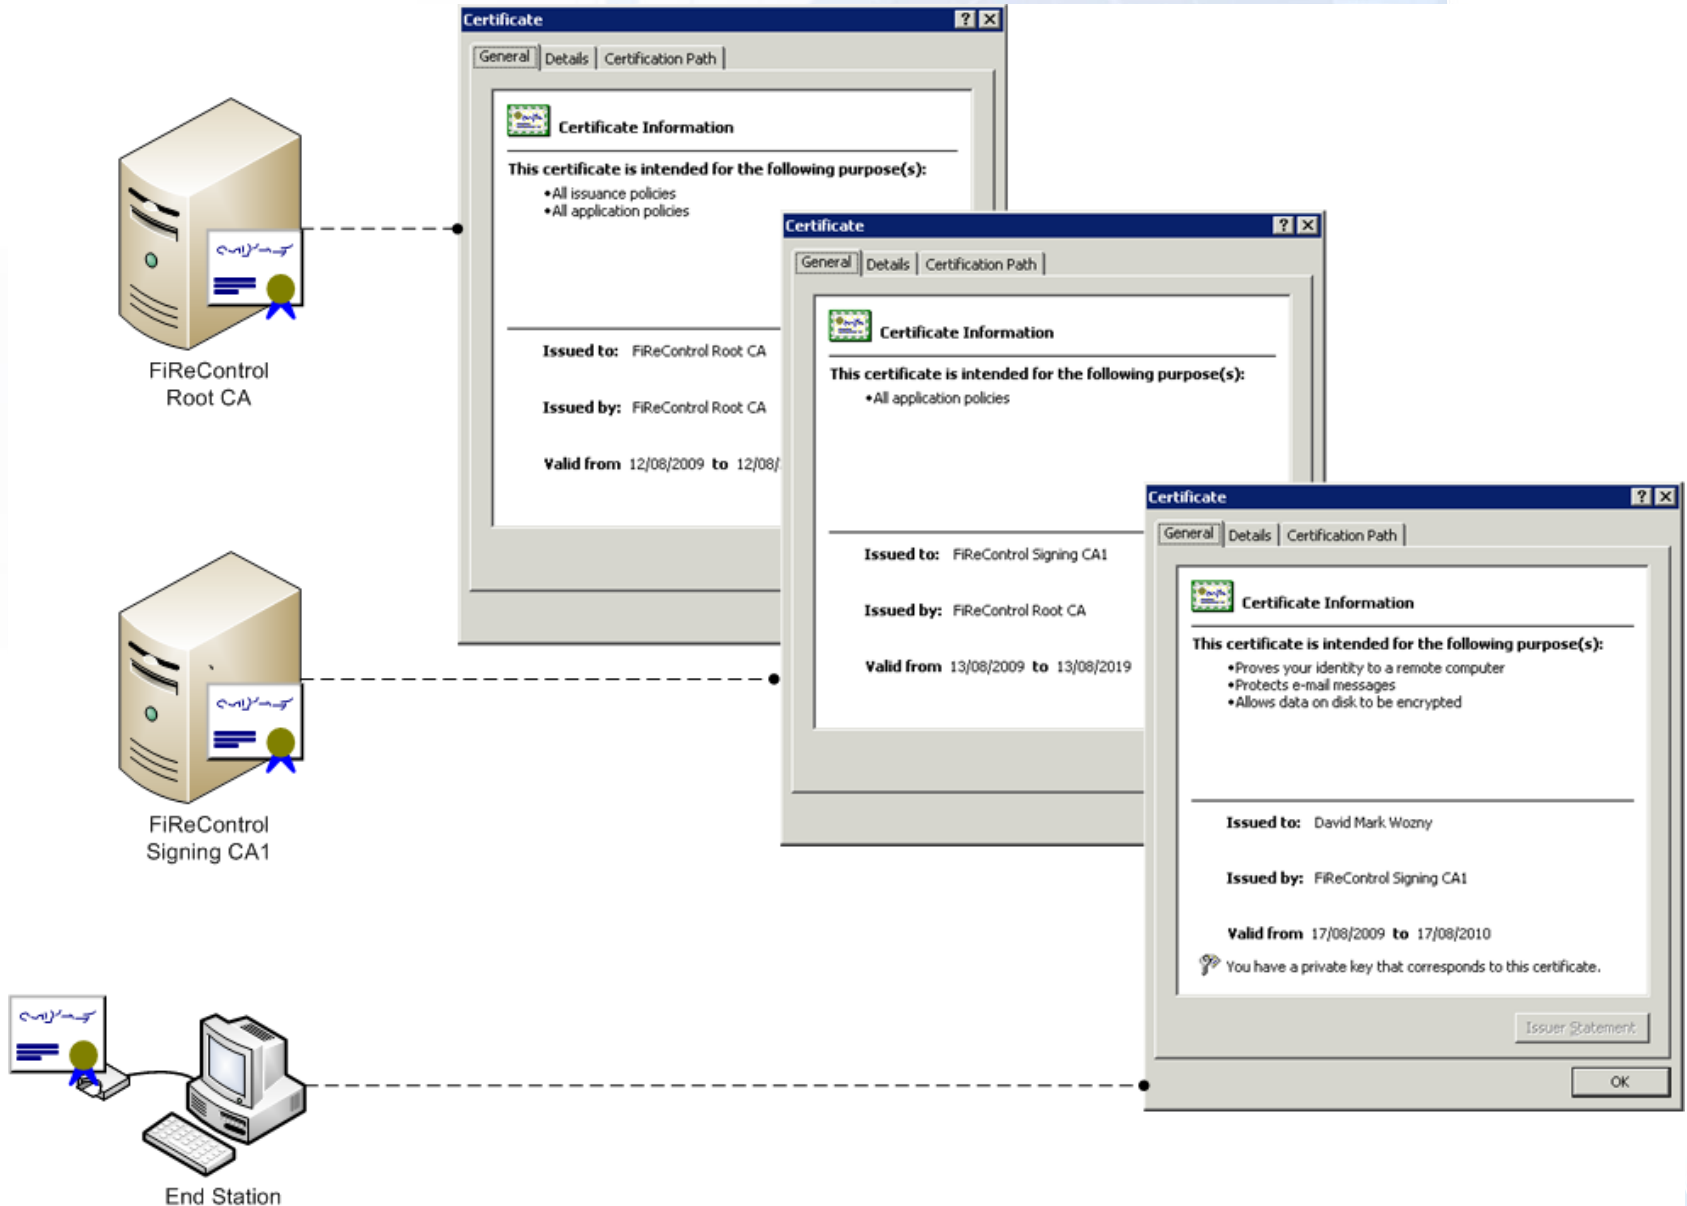 Certificate
General Details Certification Path
Certificate Information
This certificate is intended for the following purpose(s):
•All issuance policies
•All application policies
Issued to: FiReControl Root CA
Issued by: FiReControl Root CA
Valid from 12/08/2009 to 12/08/
FiReControl
Root CA
Certificate
General Details Certification Path
Certificate Information
This certificate is intended for the following purpose(s):
•All application policies
Issued to: FiReControl Signing CA1
Issued by: FiReControl Root CA
Valid from 13/08/2009 to 13/08/2019
FiReControl
Signing CA1
Certificate
General Details Certification Path
Certificate Information
This certificate is intended for the following purpose(s):
•Proves your identity to a remote computer
•Protects e-mail messages
•Allows data on disk to be encrypted
Issued to: David Mark Wozny
Issued by: FiReControl Signing CA1
Valid from 17/08/2009 to 17/08/2010
You have a private key that corresponds to this certificate.
Issuer Statement
OK
End Station